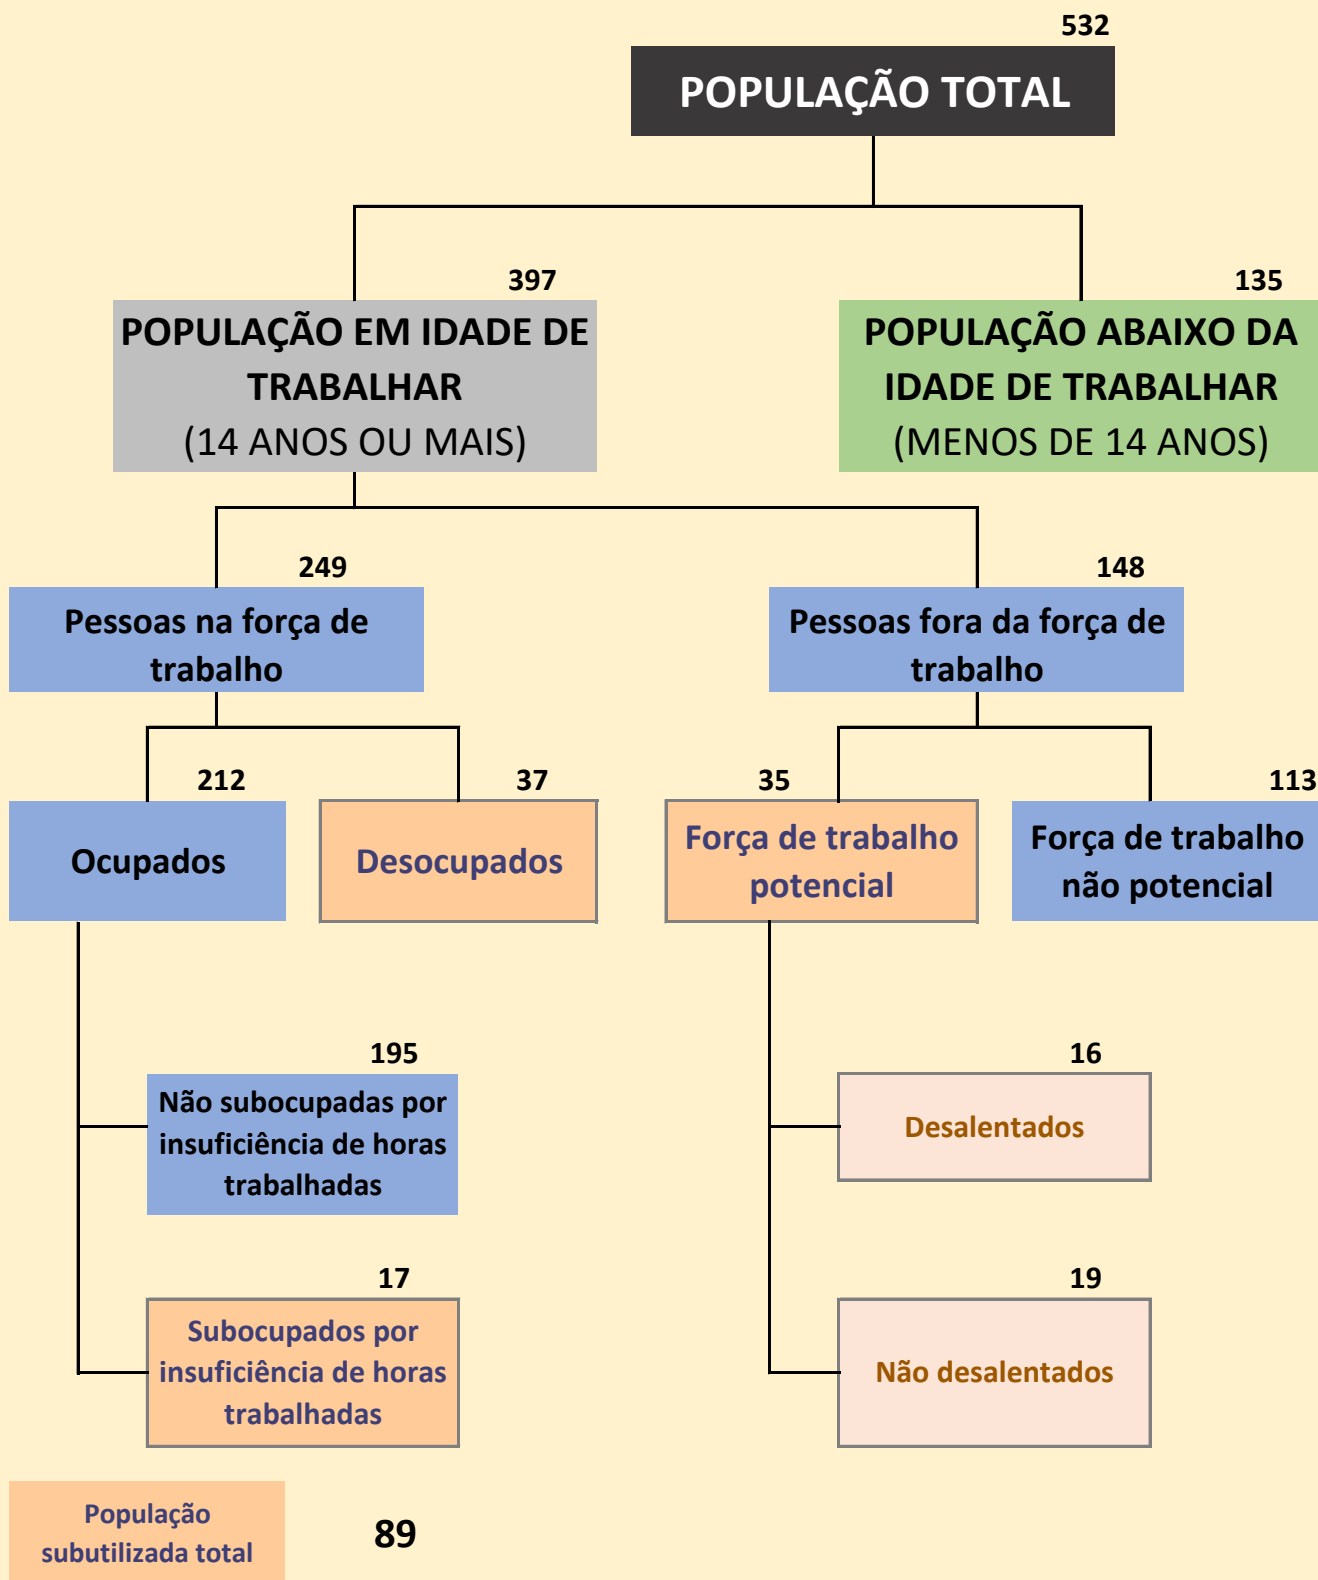 532
POPULAÇÃO TOTAL
397
POPULAÇÃO EM IDADE DE
TRABALHAR
(14 ANOS OU MAIS)
135
POPULAÇÃO ABAIXO DA
IDADE DE TRABALHAR
(MENOS DE 14 ANOS)
249
Pessoas na força de
trabalho
148
Pessoas fora da força de
trabalho
212
Ocupados
37
Desocupados
35
Força de trabalho
potencial
113
Força de trabalho
não potencial
195
Não subocupadas por
insuficiência de horas
trabalhadas
16
Desalentados
17
Subocupados por
insuficiência de horas
trabalhadas
19
Não desalentados
População
subutilizada total
89